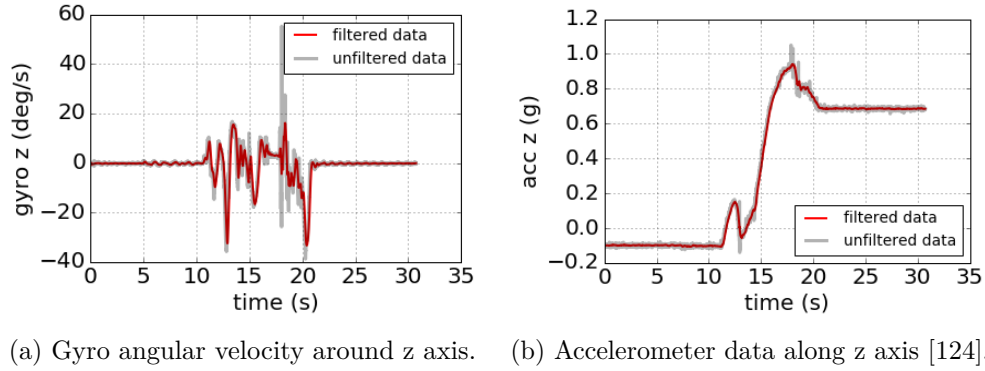 60
40
20
0
−20
−40
gyro z (deg/s)
filtered data
unfiltered data
0 5 10 15 20 25 30 35
time (s)
1.2
1.0
0.8
0.6
0.4
0.2
0.0
−0.2
acc z (g)
filtered data
unfiltered data
0 5 10 15 20 25 30 35
time (s)
(a) Gyro angular velocity around z axis.
(b) Accelerometer data along z axis [124].